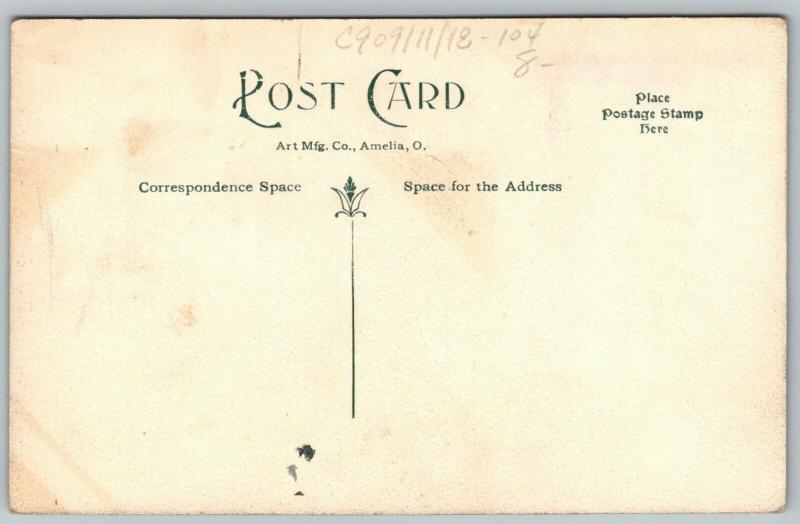 C909/11/18-104
8-
POST CARD
Place
Postage Stamp
Here
Art Mfg. Co., Amelia, O.
Correspondence Space
Space for the Address